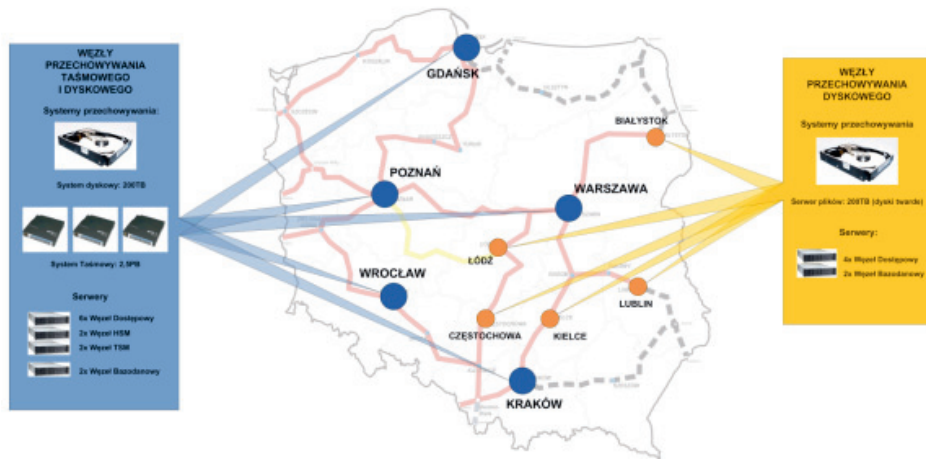 WĘZŁY
PRZECHOWYWANIA
TAŚMOWEGO
I DYSKOWEGO
Systemy przechowywania:
System dyskowy: 200TB
System Taśmowy: 2,5PB
Serwery
6x Węzeł Dostępowy
2x Węzeł HSM
2x Węzeł TSM
2x Węzeł Bazodanowy
GDAŃSK
BIAŁYSTOK
POZNAŃ
WARSZAWA
ŁÓDŹ
WROCŁAW
LUBLIN
CZĘSTOCHOWA
KIELCE
KRAKÓW
WĘZŁY
PRZECHOWYWANIA
DYSKOWEGO
Systemy przechowywania
Serwer plików: 200TB (dyski twarde)
Serwery:
4x Węzeł Dostępowy
2x Węzeł Bazodanowy